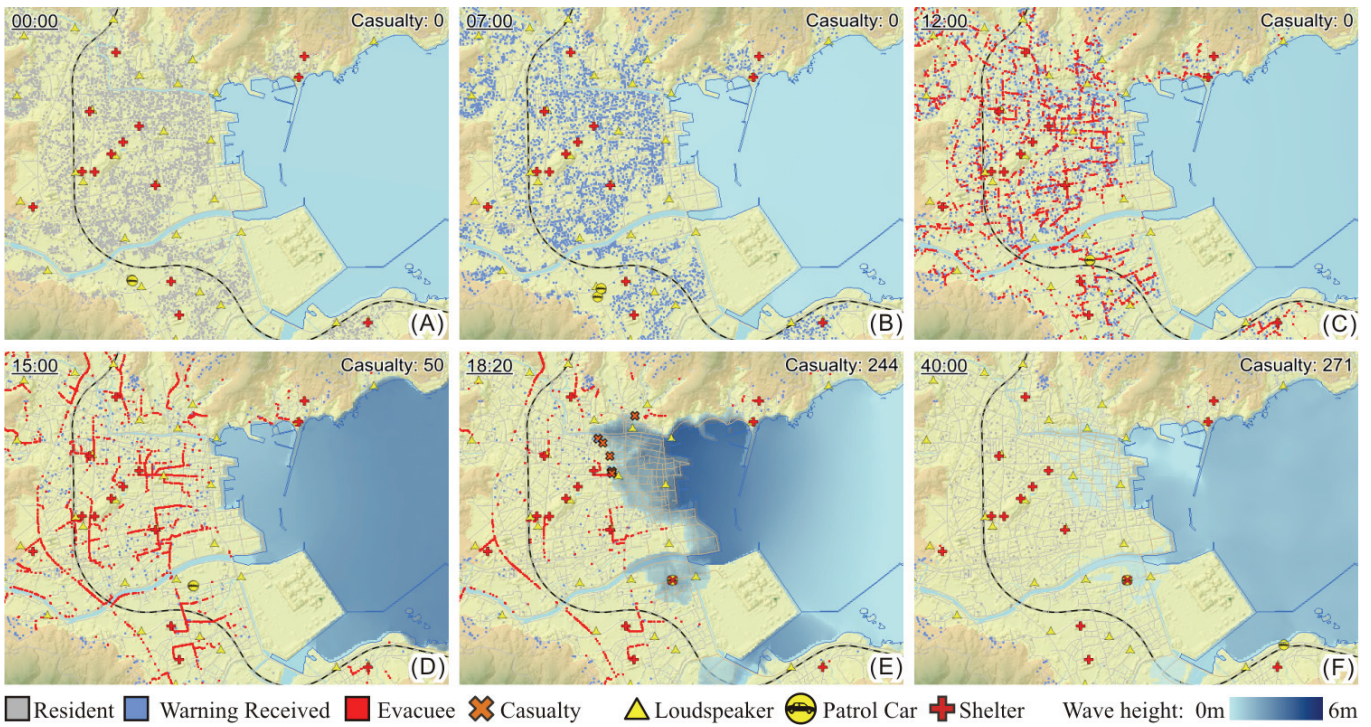 00:00 Casualty: 0
(A)
07:00 Casualty: 0
(B)
12:00 Casualty: 0
(C)
15:00 Casualty: 50
(D)
18:20 Casualty: 244
(E)
40:00 Casualty: 271
(F)
Resident Warning Received Evacuee Casualty Loudspeaker Patrol Car Shelter Wave height: 0m 6m